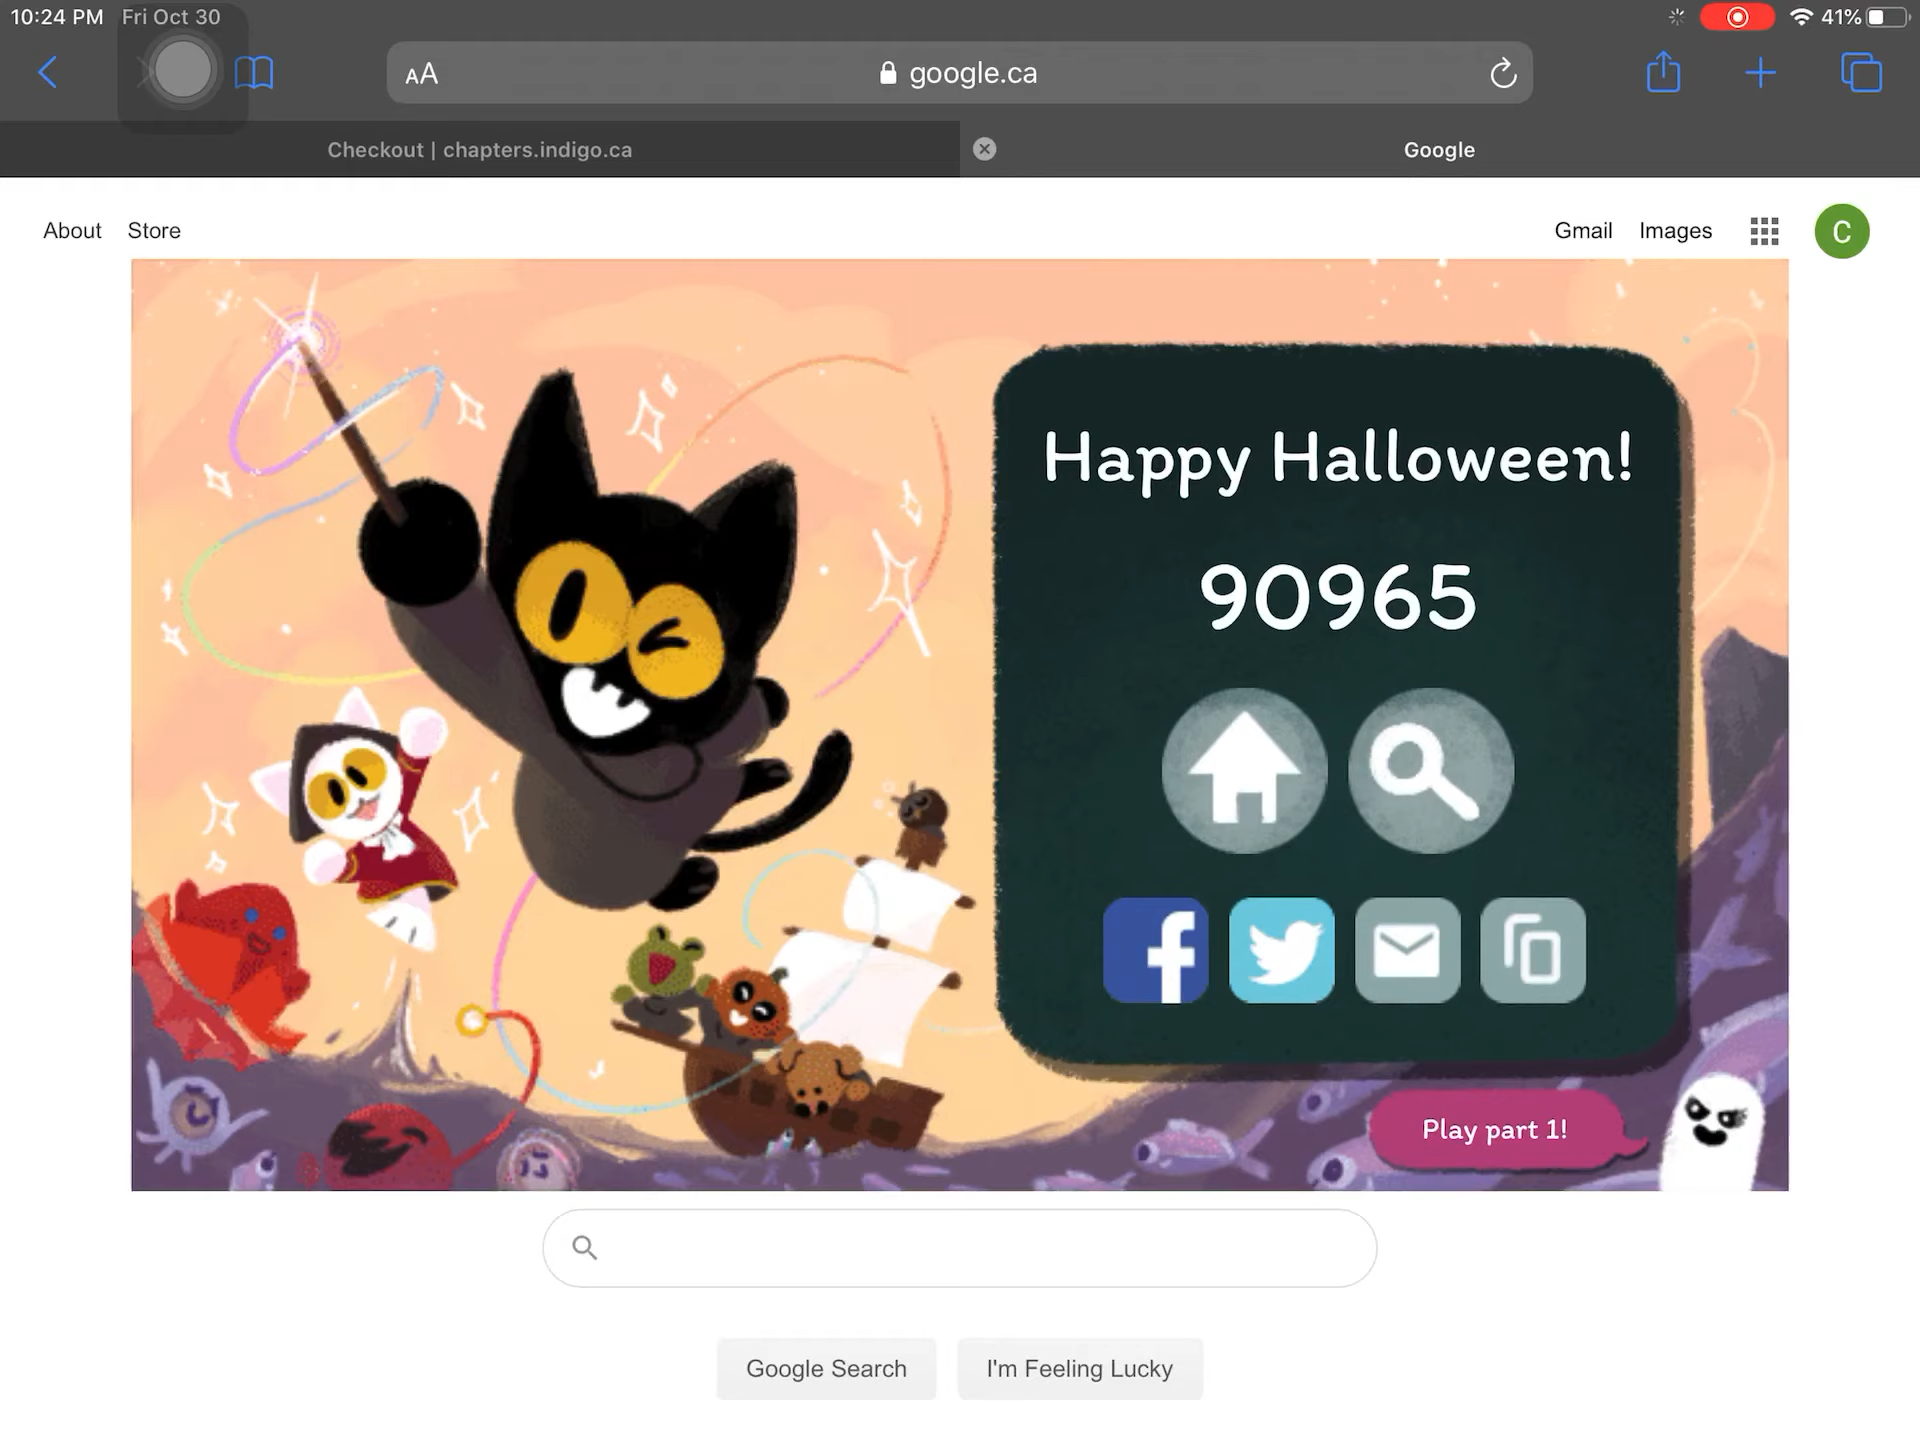 10:24 PM Fri Oct 30
41%
AA
google.ca
Checkout | chapters.indigo.ca
Google
About Store
Gmail Images
C
Happy Halloween!
90965
Play part 1!
Google Search
I'm Feeling Lucky